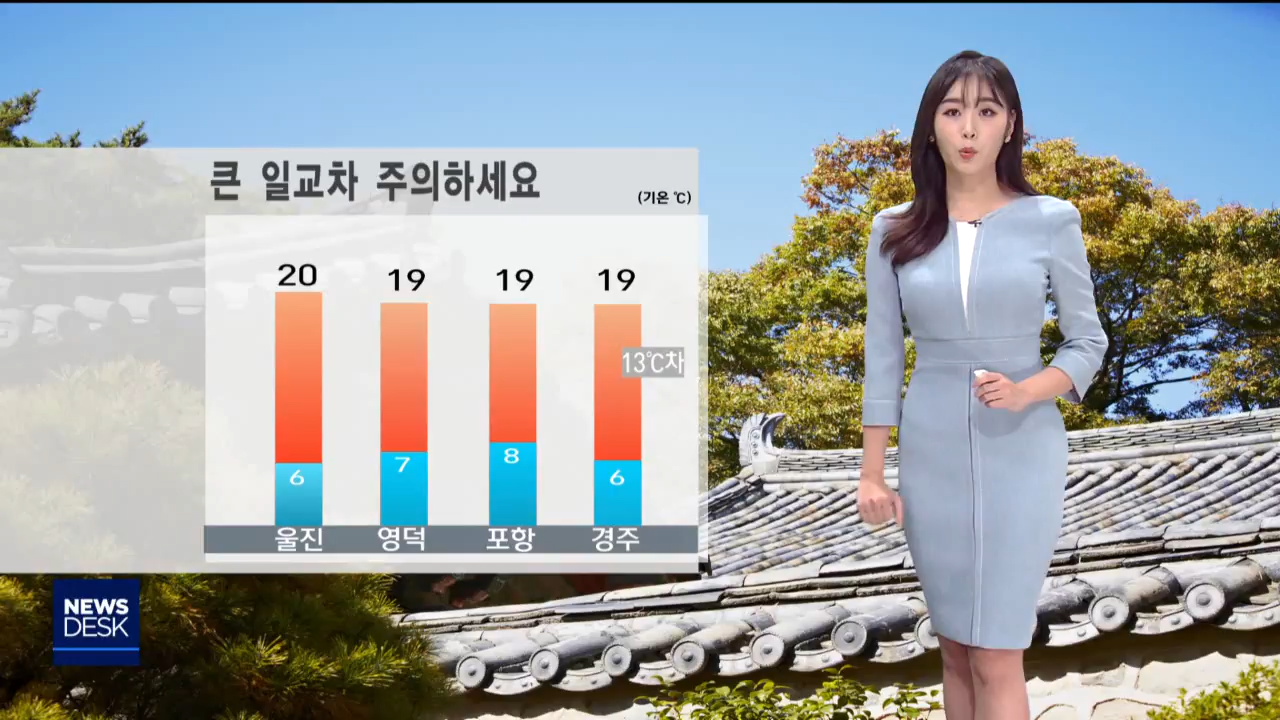 큰 일교차 주의하세요
(기온 ℃)
20 19 19 19
13℃차
6 7 8 6
울진 영덕 포항 경주
NEWS
DESK